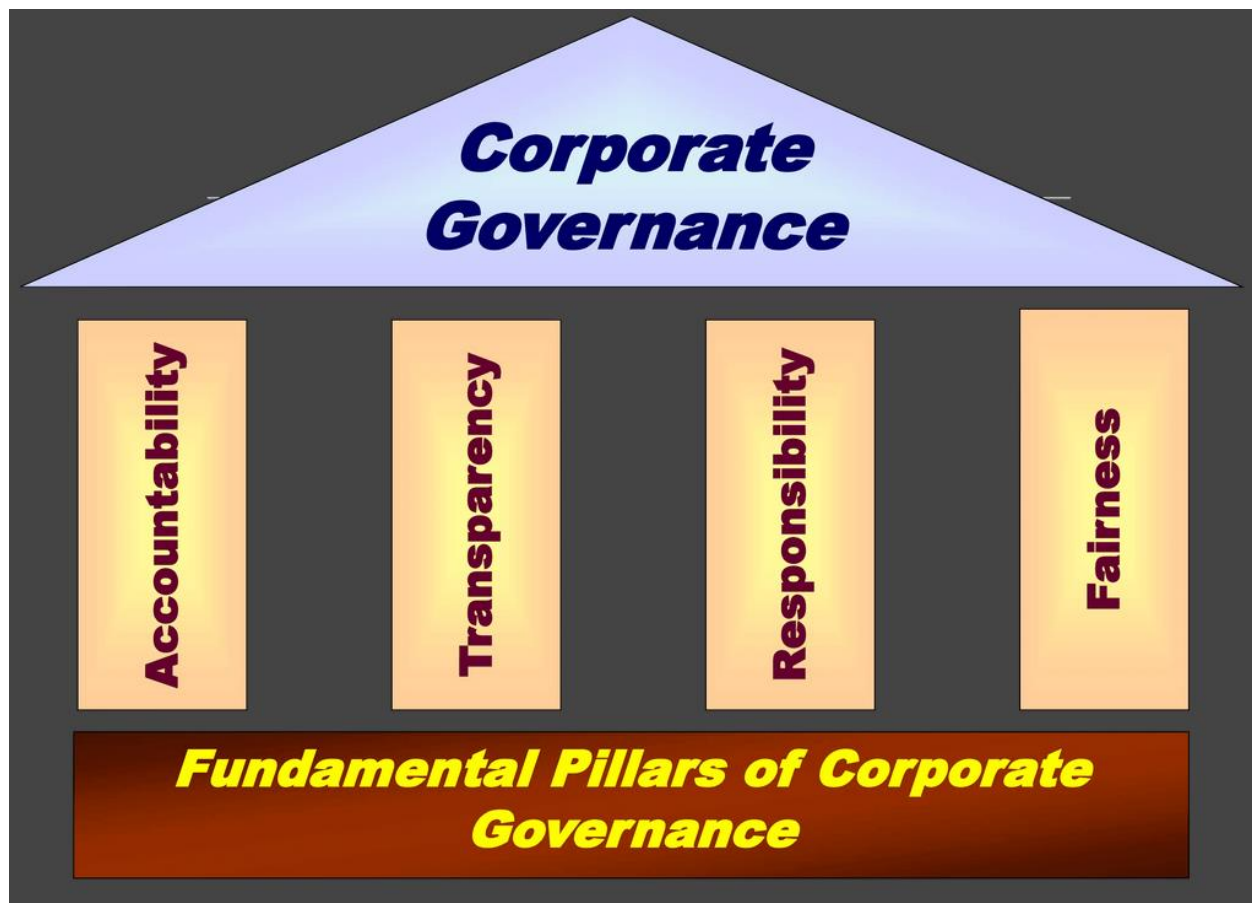 Corporate
Governance
Accountability
Transparency
Responsibility
Fairness
Fundamental Pillars of Corporate
Governance